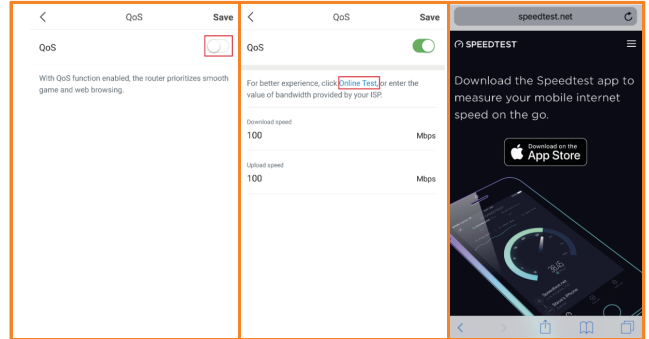 QoS
Save
QoS
With QoS function enabled, the router prioritizes smooth
game and web browsing.
QoS
Save
QoS
For better experience, click Online Test, or enter the
value of bandwidth provided by your ISP.
Download speed
100
Mbps
Upload speed
100
Mbps
speedtest.net
SPEEDTEST
Download the Speedtest app to
measure your mobile internet
speed on the go.
Download on the
App Store